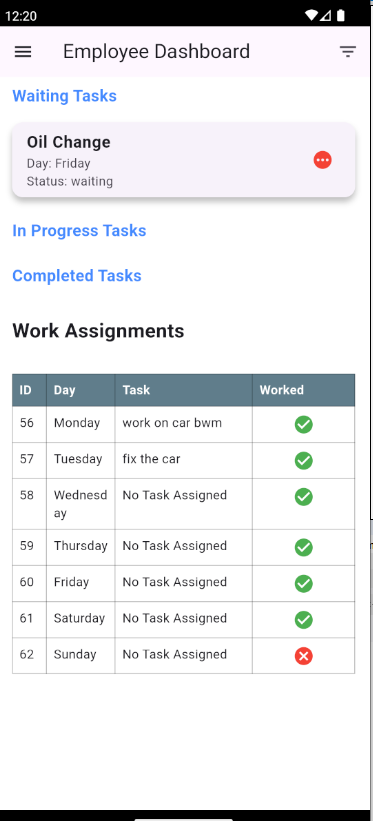 12:20
Employee Dashboard
Waiting Tasks
Oil Change
Day: Friday
Status: waiting
In Progress Tasks
Completed Tasks
Work Assignments
ID Day Task Worked
56 Monday work on car bwm
57 Tuesday fix the car
58 Wednesd No Task Assigned
ay
59 Thursday No Task Assigned
60 Friday No Task Assigned
61 Saturday No Task Assigned
62 Sunday No Task Assigned